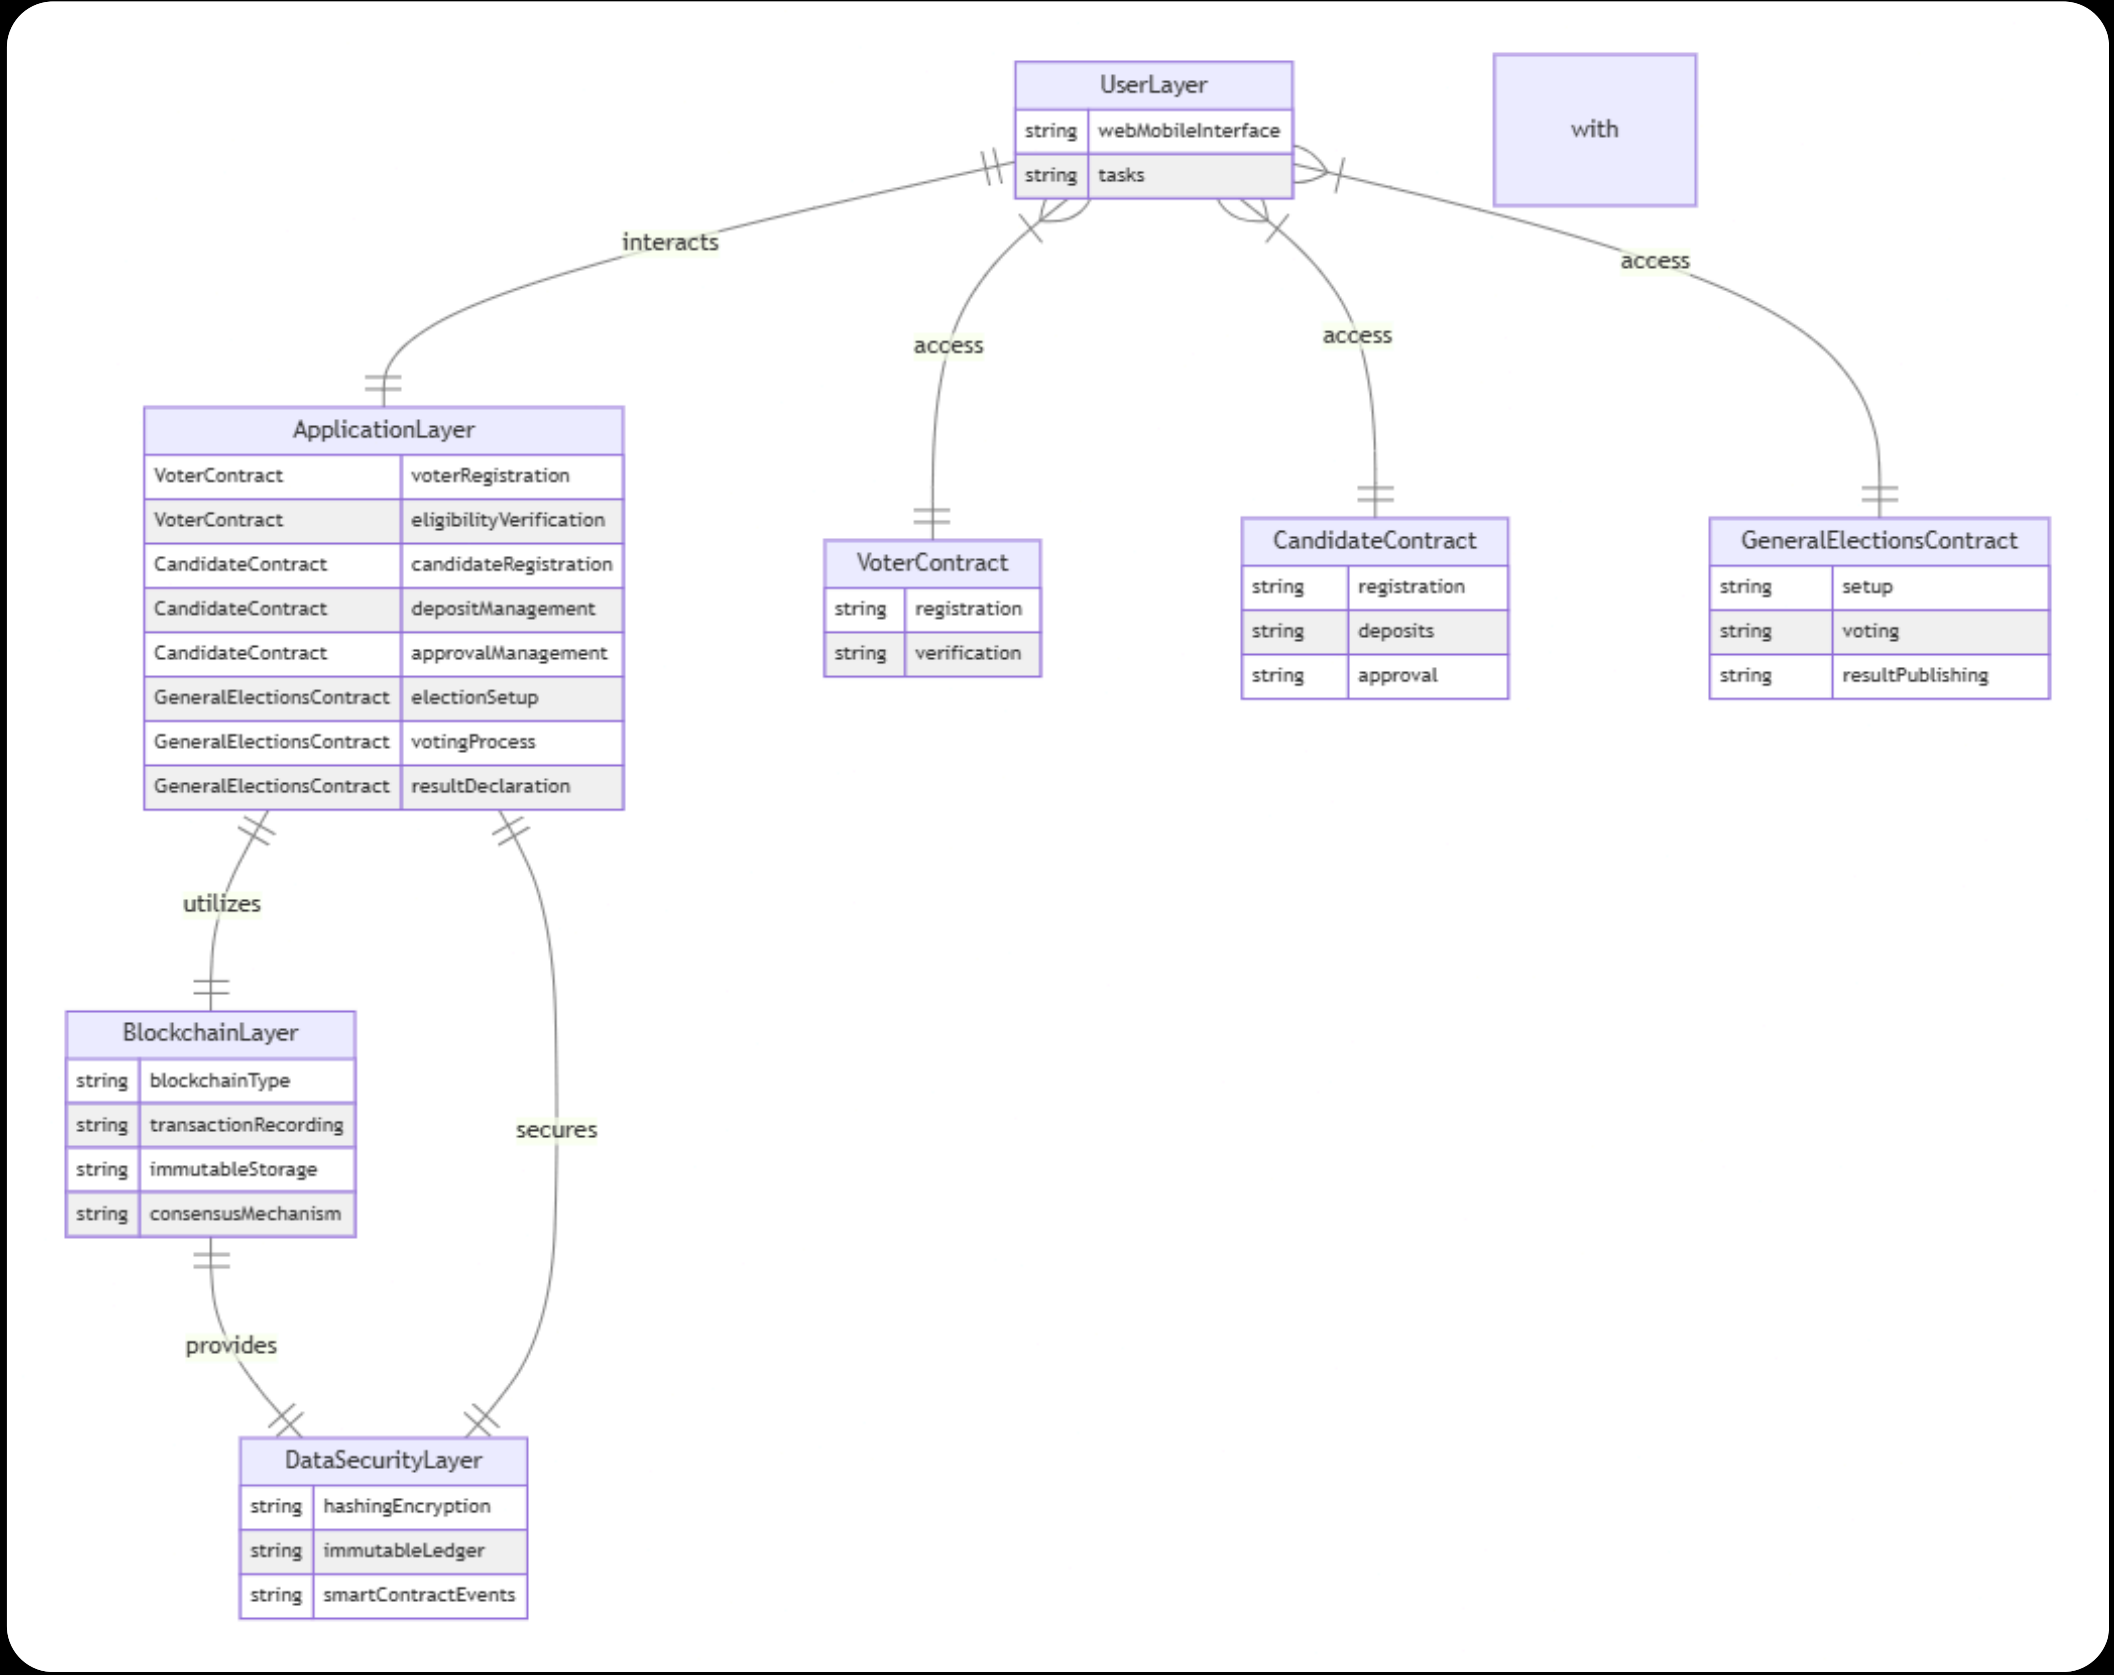 UserLayer
string webMobileInterface
string tasks
with
interacts
access
access
access
ApplicationLayer
VoterContract voterRegistration
VoterContract eligibilityVerification
CandidateContract candidateRegistration
CandidateContract depositManagement
CandidateContract approvalManagement
GeneralElectionsContract electionSetup
GeneralElectionsContract votingProcess
GeneralElectionsContract resultDeclaration
VoterContract
string registration
string verification
CandidateContract
string registration
string deposits
string approval
GeneralElectionsContract
string setup
string voting
string resultPublishing
utilizes
BlockchainLayer
string blockchainType
string transactionRecording
string immutableStorage
string consensusMechanism
secures
provides
DataSecurityLayer
string hashingEncryption
string immutableLedger
string smartContractEvents